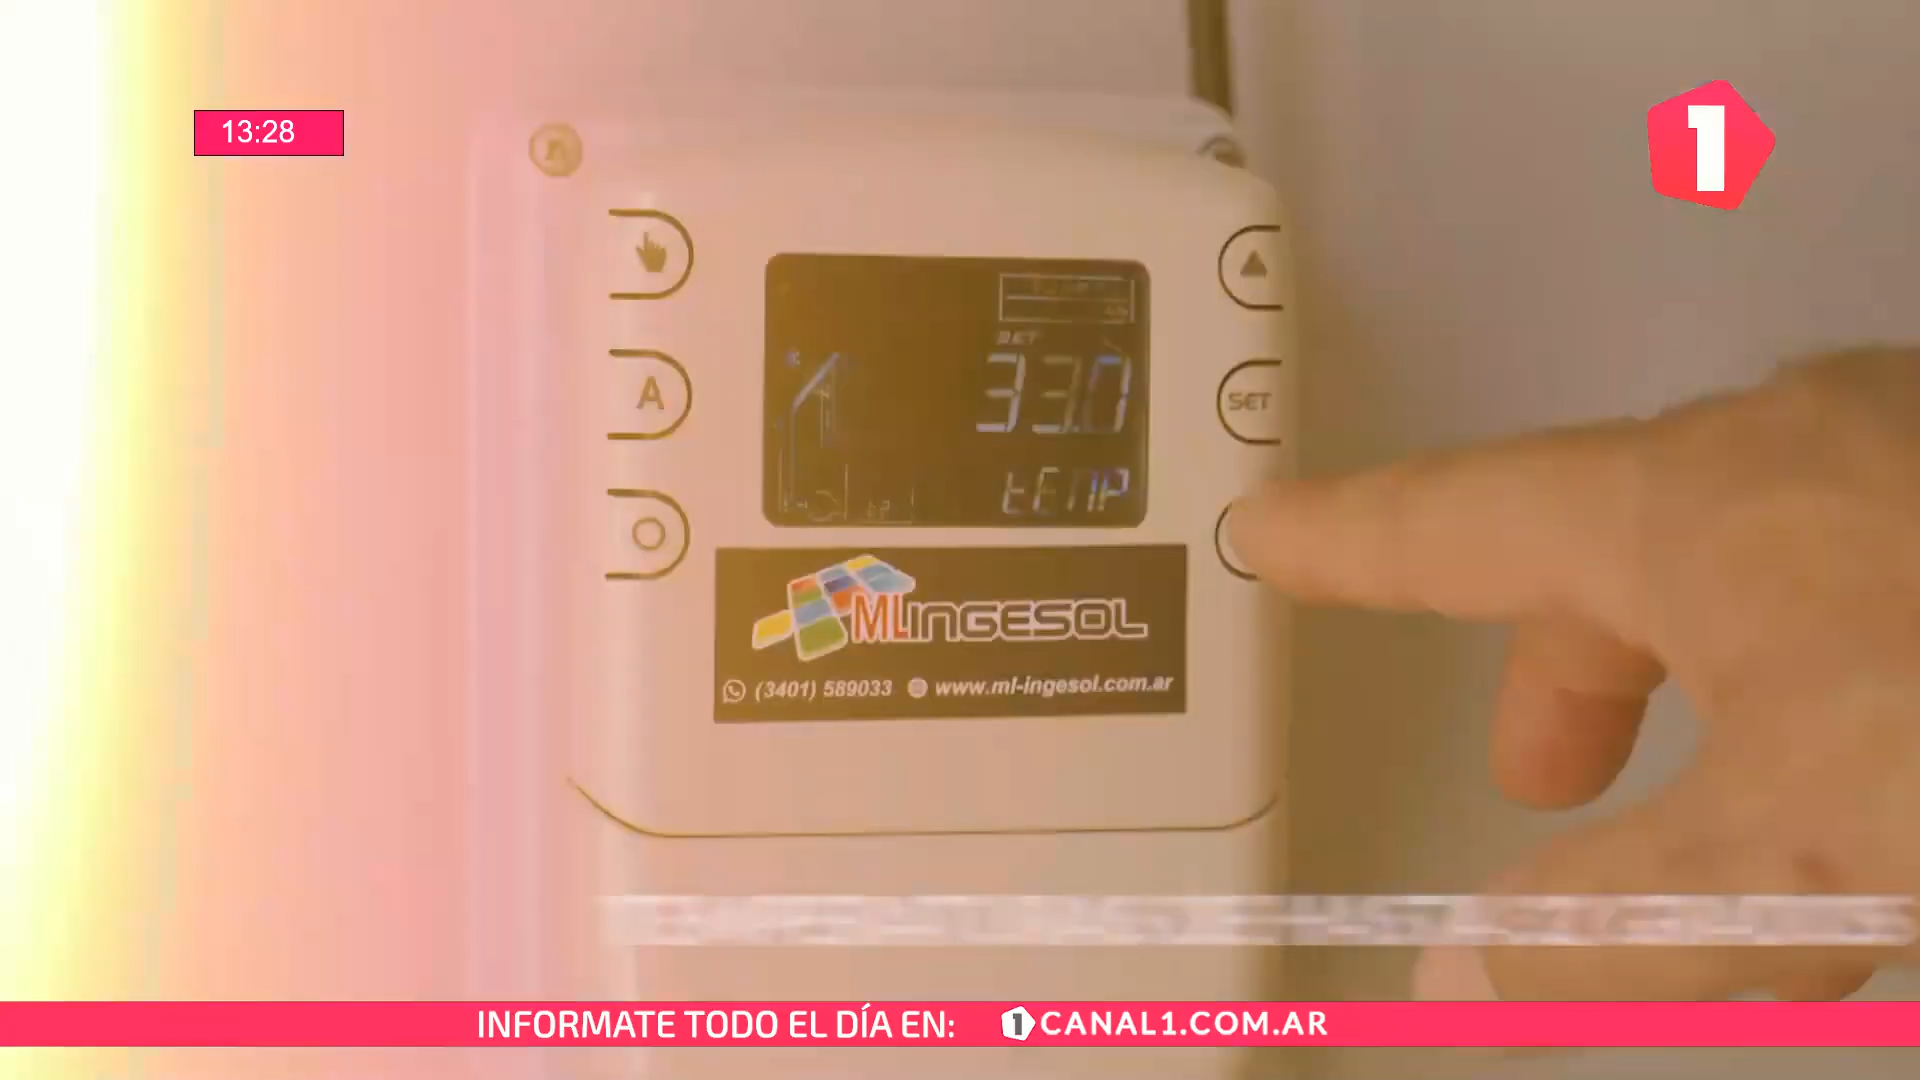 13:28
1
A
SET
SET
33.0
tEMP
MLINGESOL
(3401) 589033 www.ml-ingesol.com.ar
INFORMATE TODO EL DÍA EN: 1 CANAL1.COM.AR